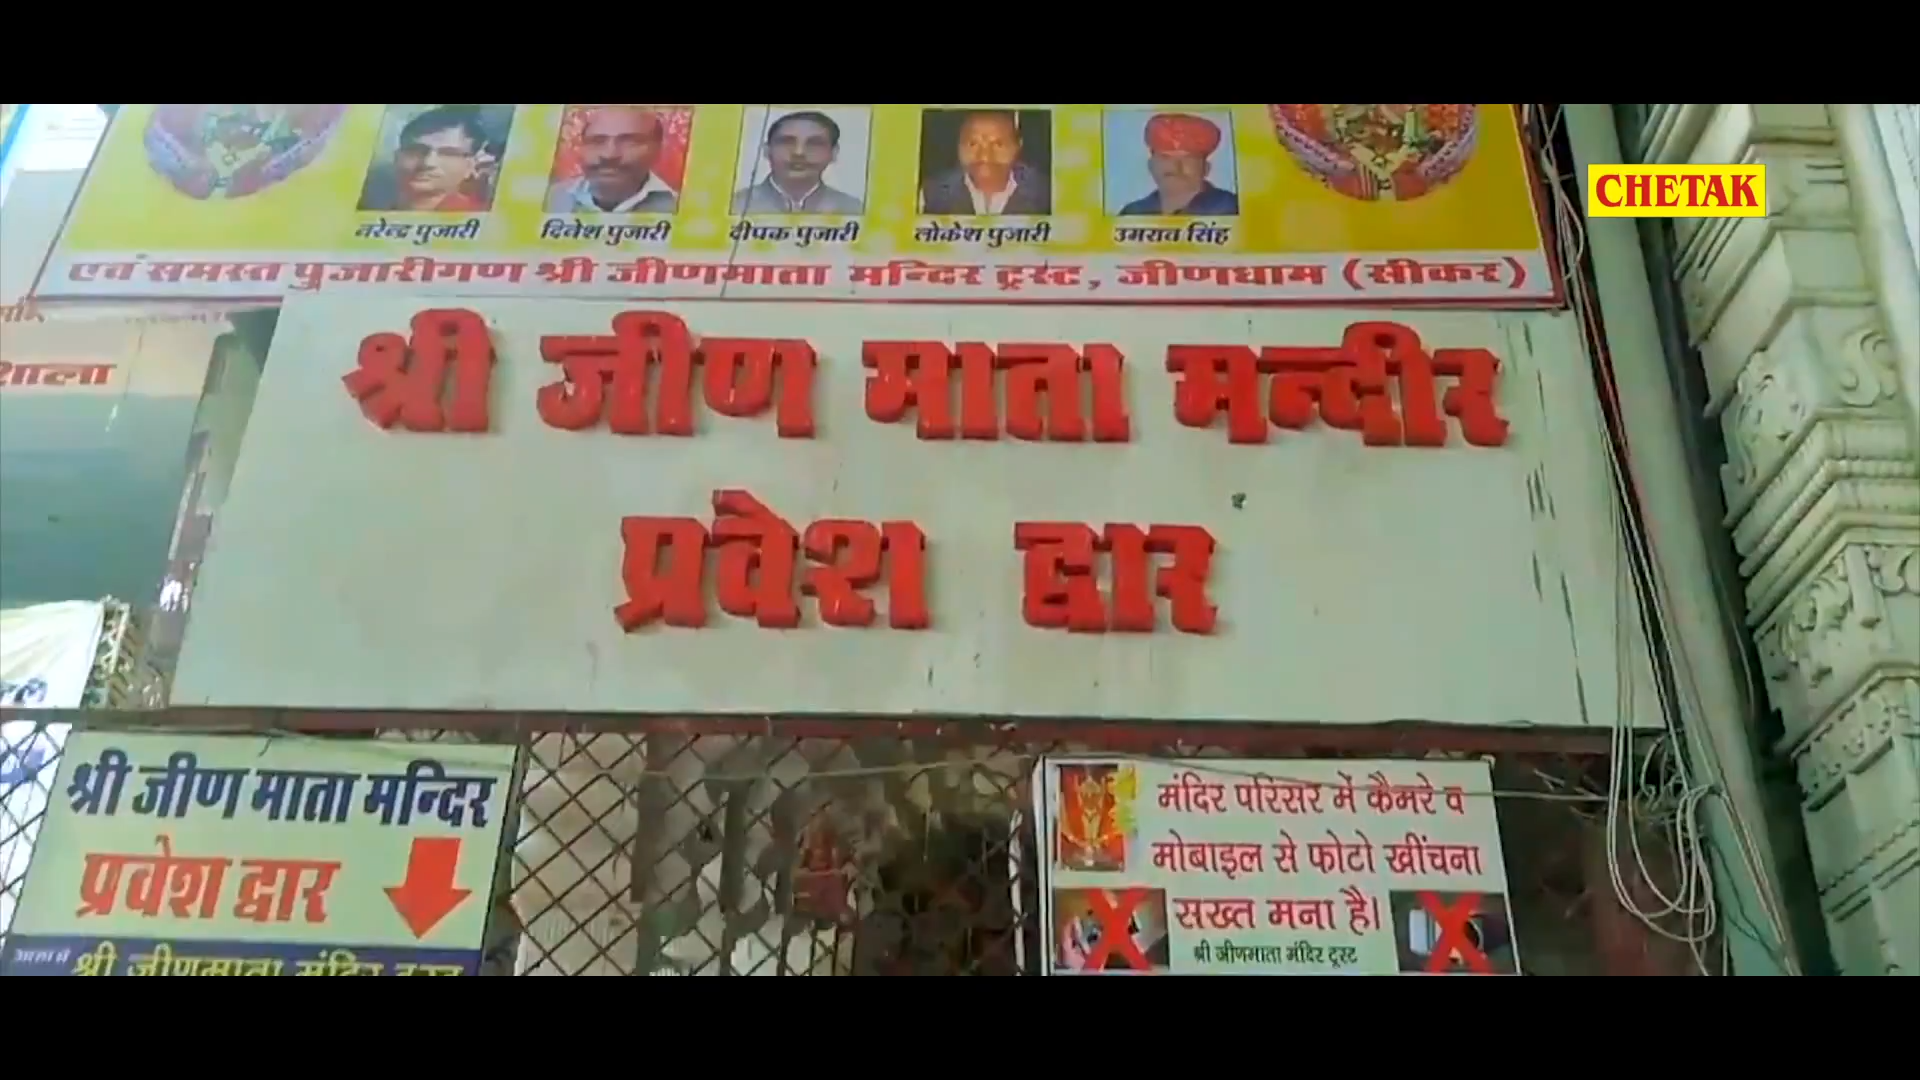 CHETAK
नरेन्द्र पुजारी दिनेश पुजारी दीपक पुजारी लोकेश पुजारी उमराव सिंह
एवं समस्त पुजारीगण श्री जीणमाता मन्दिर ट्रस्ट, जीणधाम (सीकर)
श्री जीण माता मन्दीर
प्रवेश द्वार
शाला
श्री जीण माता मन्दिर
प्रवेश द्वार
श्री जीणमाता मंदिर ट्रस्ट
मंदिर परिसर में कैमरे व
मोबाइल से फोटो खींचना
सख्त मना है।
श्री जीणमाता मंदिर ट्रस्ट